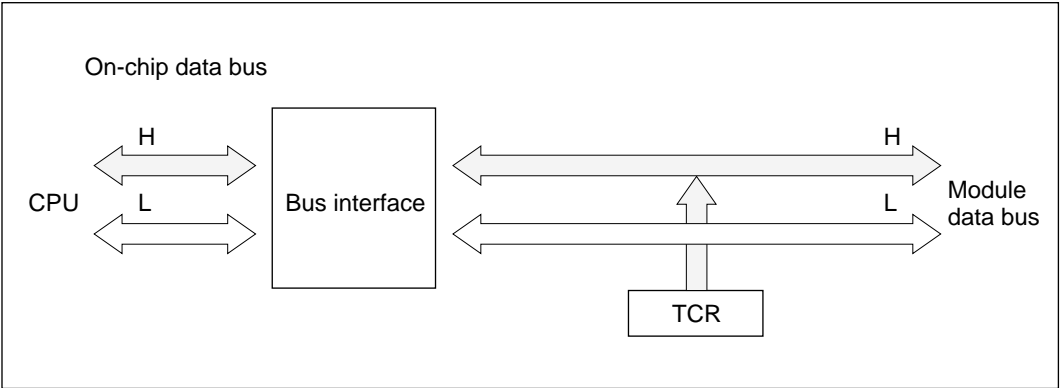 On-chip data bus
H
H
CPU
L
Bus interface
L
Module
data bus
TCR